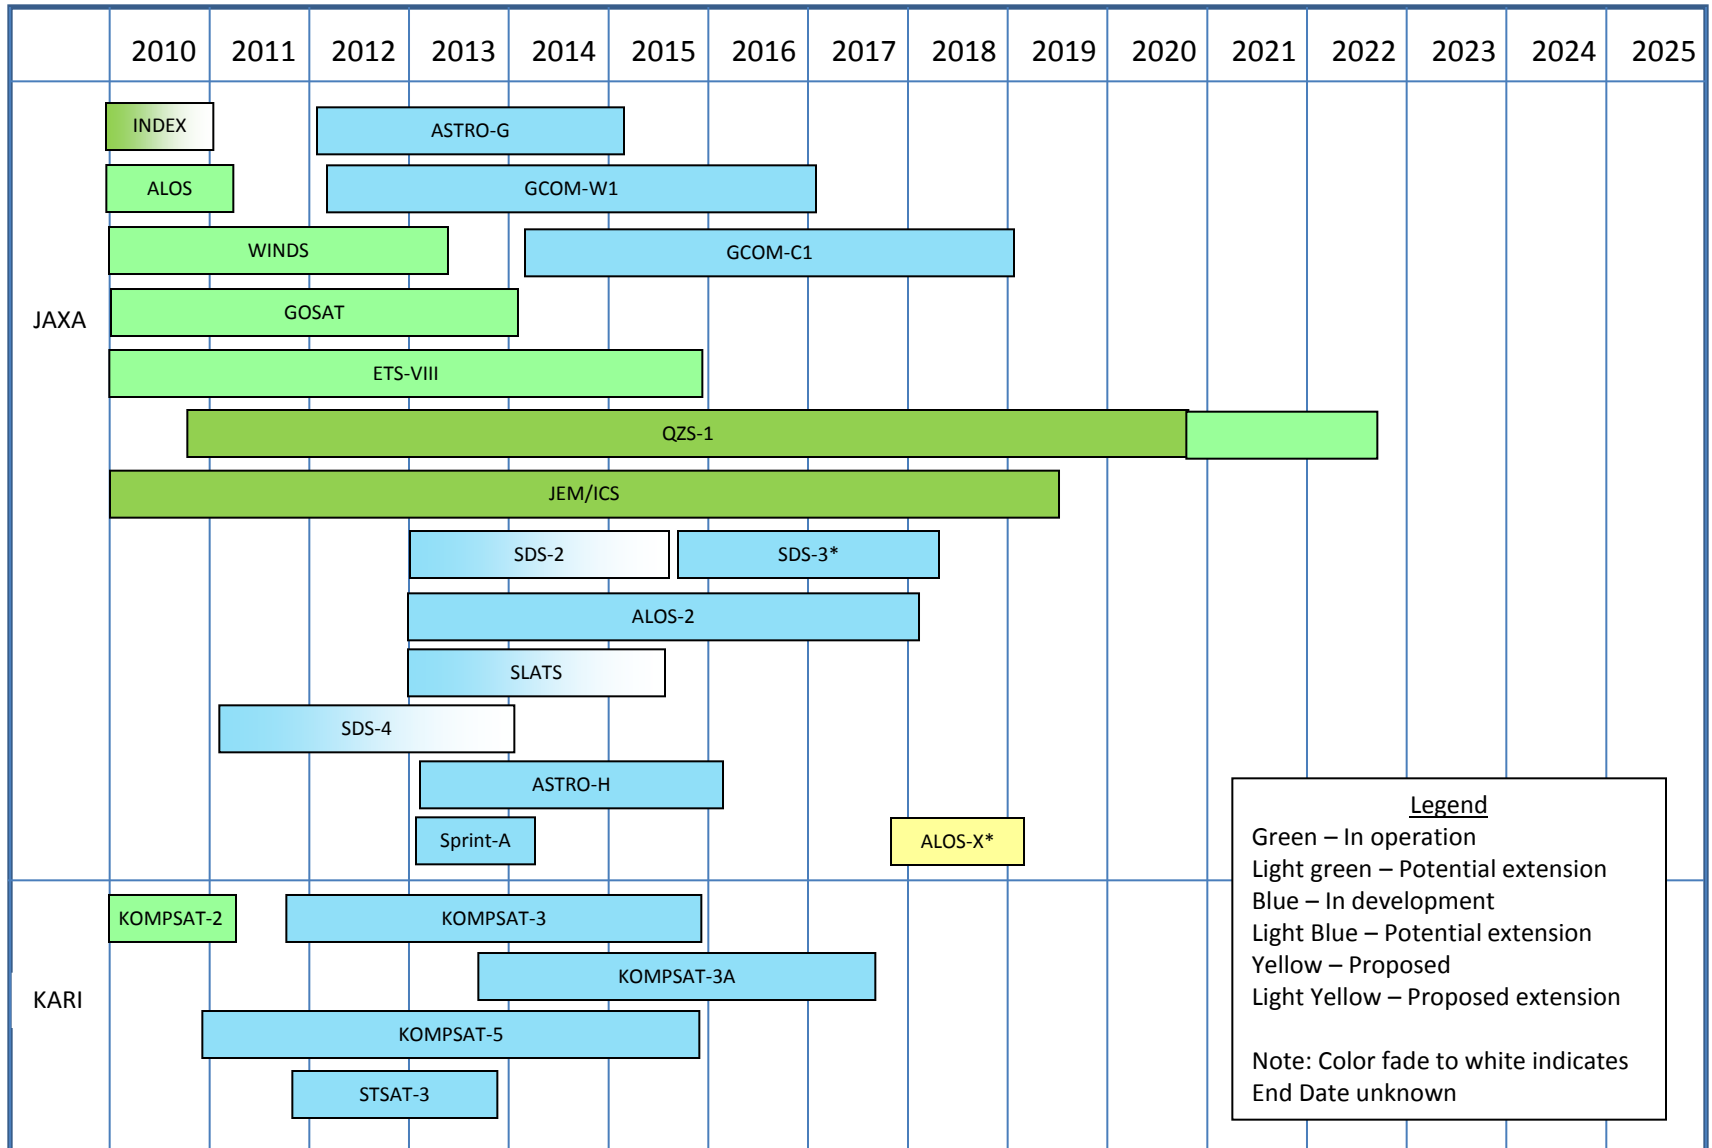 2010 2011 2012 2013 2014 2015 2016 2017 2018 2019 2020 2021 2022 2023 2024 2025
JAXA
INDEX
ASTRO-G
ALOS
GCOM-W1
WINDS
GCOM-C1
GOSAT
ETS-VIII
QZS-1
JEM/ICS
SDS-2
SDS-3*
ALOS-2
SLATS
SDS-4
ASTRO-H
Sprint-A
ALOS-X*
KARI
KOMPSAT-2
KOMPSAT-3
KOMPSAT-3A
KOMPSAT-5
STSAT-3
Legend
Green – In operation
Light green – Potential extension
Blue – In development
Light Blue – Potential extension
Yellow – Proposed
Light Yellow – Proposed extension
Note: Color fade to white indicates
End Date unknown